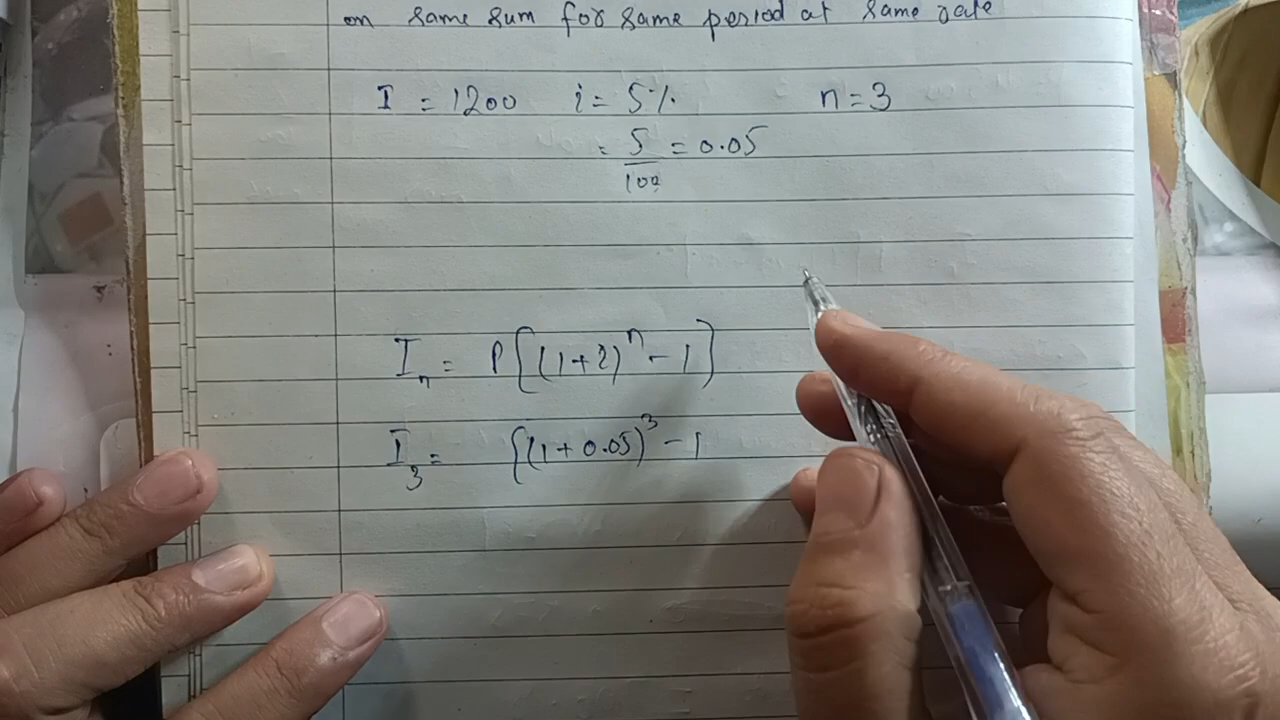 on same sum for same period at same rate
I = 1200 i = 5% n = 3
= 5/100 = 0.05
Iₙ = P[(1+i)ⁿ - 1]
I₃ = [(1+0.05)³ - 1